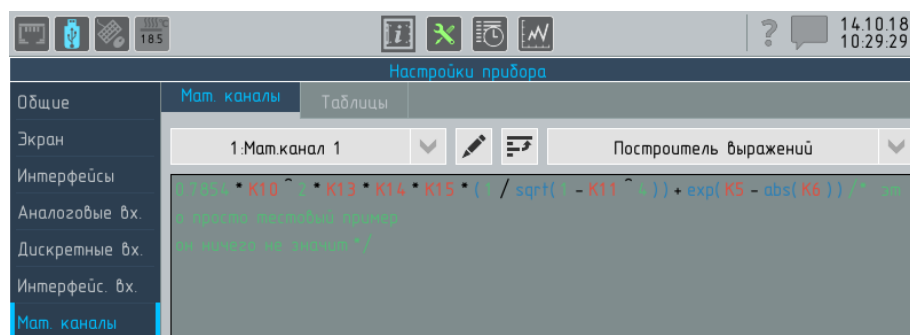 °C
18.5
i
?
14.10.18
10:29:29
Настройки прибора
Общие
Экран
Интерфейсы
Аналоговые вх.
Дискретные вх.
Интерфейс. вх.
Мат. каналы
Мат. каналы
Таблицы
1:Мат.канал 1
Построитель выражений
0.7854 * K10 ^ 2 * K13 * K14 * K15 * (1 / sqrt( 1 - K11 ^ 4 )) + exp( K5 - abs( K6 )) /* эт
о просто тестовый пример
он ничего не значит */